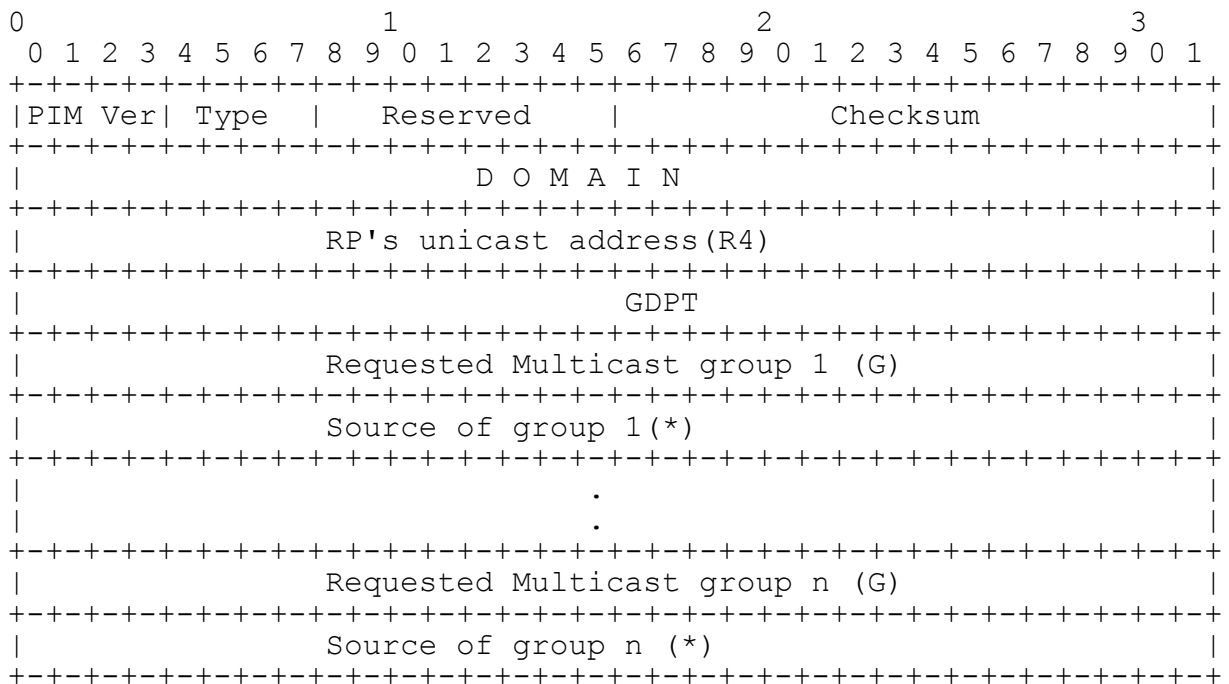 0                   1                   2                   3
 0 1 2 3 4 5 6 7 8 9 0 1 2 3 4 5 6 7 8 9 0 1 2 3 4 5 6 7 8 9 0 1
+-+-+-+-+-+-+-+-+-+-+-+-+-+-+-+-+-+-+-+-+-+-+-+-+-+-+-+-+-+-+-+-+
|PIM Ver| Type  |   Reserved    |           Checksum            |
+-+-+-+-+-+-+-+-+-+-+-+-+-+-+-+-+-+-+-+-+-+-+-+-+-+-+-+-+-+-+-+-+
|                        D O M A I N                            |
+-+-+-+-+-+-+-+-+-+-+-+-+-+-+-+-+-+-+-+-+-+-+-+-+-+-+-+-+-+-+-+-+
|                RP's unicast address(R4)                       |
+-+-+-+-+-+-+-+-+-+-+-+-+-+-+-+-+-+-+-+-+-+-+-+-+-+-+-+-+-+-+-+-+
|                                GDPT                           |
+-+-+-+-+-+-+-+-+-+-+-+-+-+-+-+-+-+-+-+-+-+-+-+-+-+-+-+-+-+-+-+-+
|                Requested Multicast group 1 (G)                |
+-+-+-+-+-+-+-+-+-+-+-+-+-+-+-+-+-+-+-+-+-+-+-+-+-+-+-+-+-+-+-+-+
|                Source of group 1(*)                           |
+-+-+-+-+-+-+-+-+-+-+-+-+-+-+-+-+-+-+-+-+-+-+-+-+-+-+-+-+-+-+-+-+
|                              .                                |
|                              .                                |
+-+-+-+-+-+-+-+-+-+-+-+-+-+-+-+-+-+-+-+-+-+-+-+-+-+-+-+-+-+-+-+-+
|                Requested Multicast group n (G)                |
+-+-+-+-+-+-+-+-+-+-+-+-+-+-+-+-+-+-+-+-+-+-+-+-+-+-+-+-+-+-+-+-+
|                Source of group n (*)                          |
+-+-+-+-+-+-+-+-+-+-+-+-+-+-+-+-+-+-+-+-+-+-+-+-+-+-+-+-+-+-+-+-+